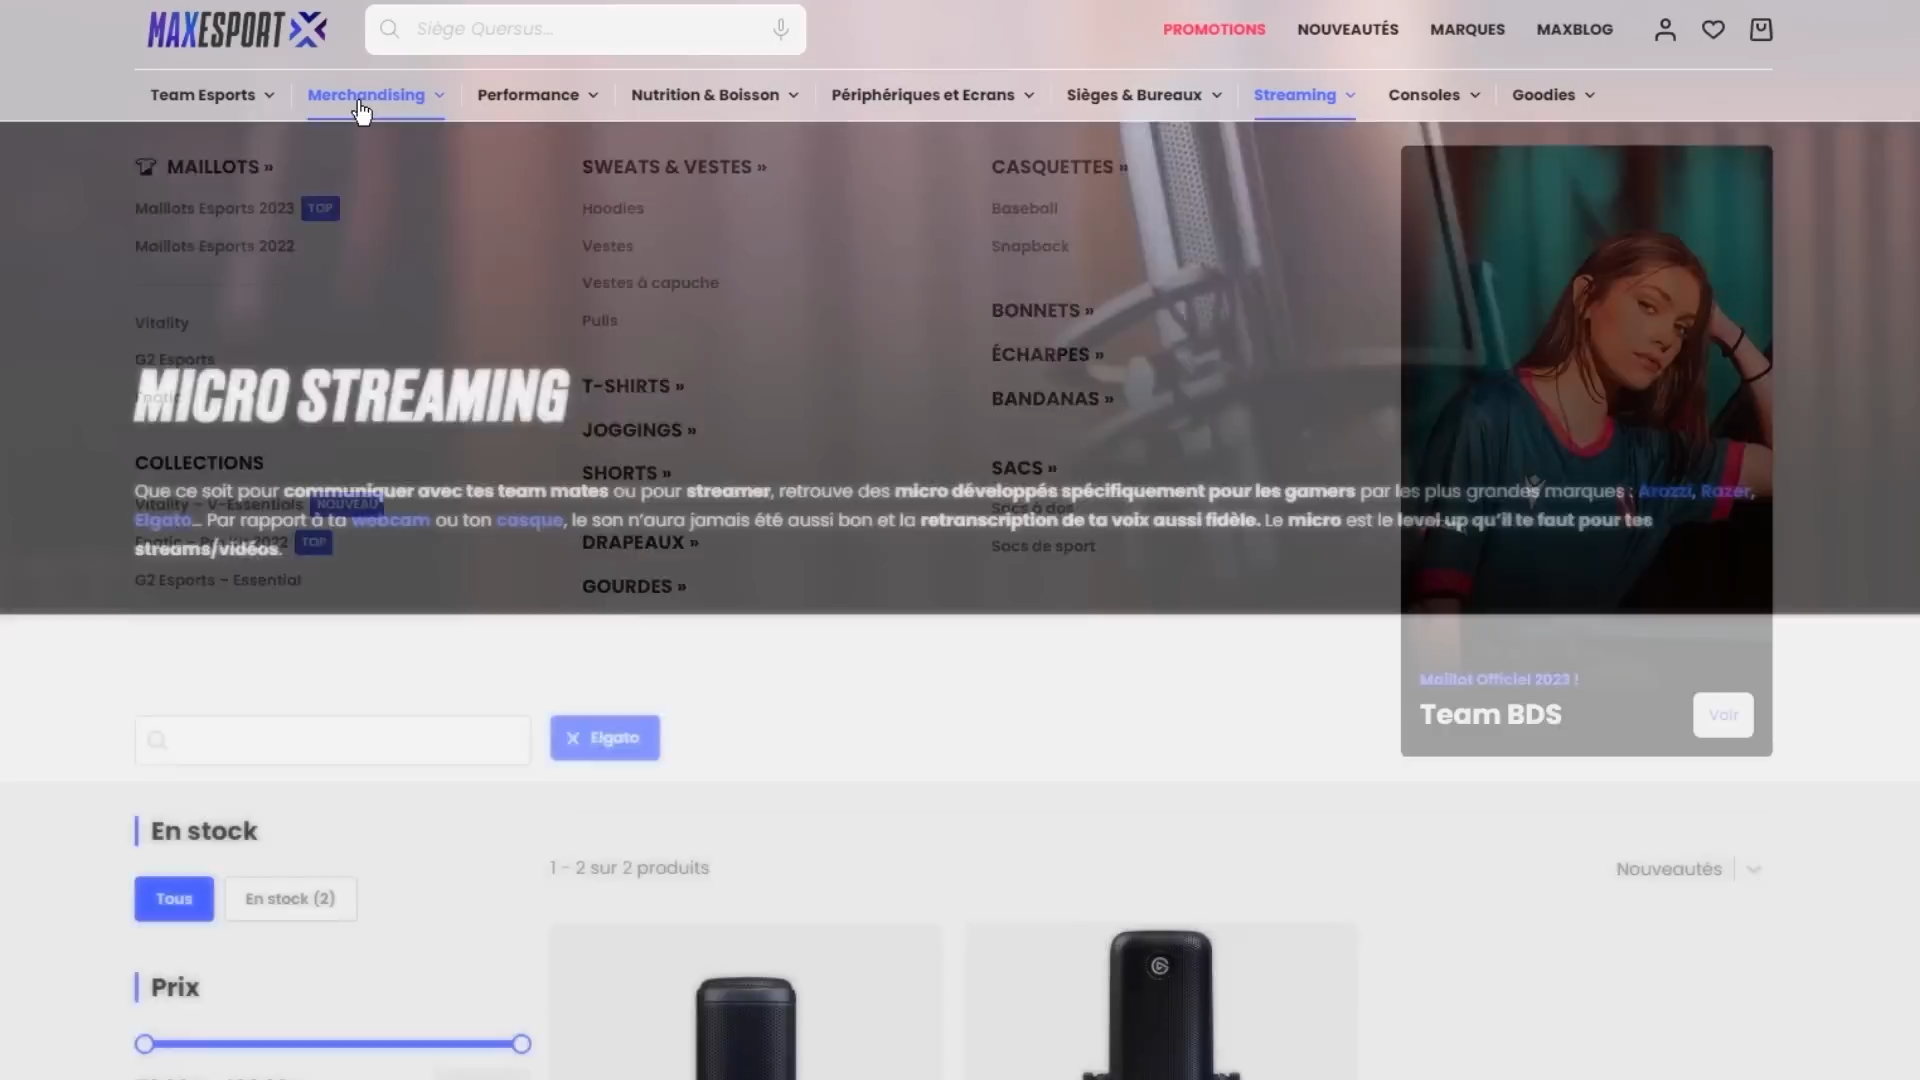 MAXESPORT
Siège Quersus...
PROMOTIONS
NOUVEAUTÉS
MARQUES
MAXBLOG
Team Esports
Merchandising
Performance
Nutrition & Boisson
Périphériques et Ecrans
Sièges & Bureaux
Streaming
Consoles
Goodies
MAILLOTS »
Maillots Esports 2023 TOP
Maillots Esports 2022
Vitality
G2 Esports
Fnatic
MICRO STREAMING
COLLECTIONS
Vitality - V-Essentials NOUVEAU
2022 TOP
G2 Esports - Essential
SWEATS & VESTES »
Hoodies
Vestes
Vestes à capuche
Pulls
T-SHIRTS »
JOGGINGS »
SHORTS »
DRAPEAUX »
GOURDES »
CASQUETTES »
Baseball
Snapback
BONNETS »
ÉCHARPES »
BANDANAS »
SACS »
Sacs à dos
Sacs de sport
Que ce soit pour communiquer avec tes team mates ou pour streamer, retrouve des micro développés spécifiquement pour les gamers par les plus grandes marques : Arozzi, Razer,
Elgato… Par rapport à ta webcam ou ton casque, le son n’aura jamais été aussi bon et la retranscription de ta voix aussi fidèle. Le micro est le level up qu’il te faut pour tes
streams/vidéos.
Maillot Officiel 2023 !
Team BDS
Voir
Elgato
En stock
Tous
En stock (2)
1 - 2 sur 2 produits
Nouveautés
Prix